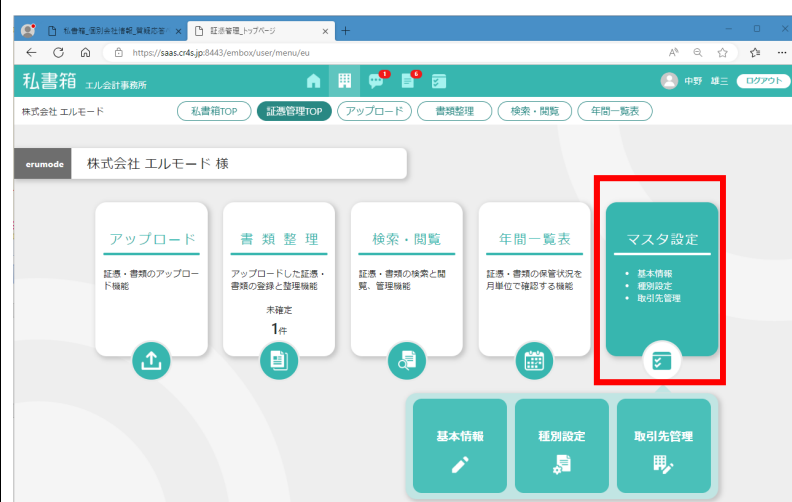 私書箱_個別会社情報_質疑応答
証憑管理_トップページ
https://saas.cr4s.jp:8443/embox/user/menu/eu
私書箱 エル会計事務所
1
6
中野 雄三
ログアウト
株式会社 エルモード
私書箱TOP
証憑管理TOP
アップロード
書類整理
検索・閲覧
年間一覧表
erumode
株式会社 エルモード 様
アップロード
証憑・書類のアップロー
ド機能
書類整理
アップロードした証憑・
書類の登録と整理機能
未確定
1件
検索・閲覧
証憑・書類の検索と閲
覧、管理機能
年間一覧表
証憑・書類の保管状況を
月単位で確認する機能
マスタ設定
• 基本情報
• 種別設定
• 取引先管理
基本情報
種別設定
取引先管理